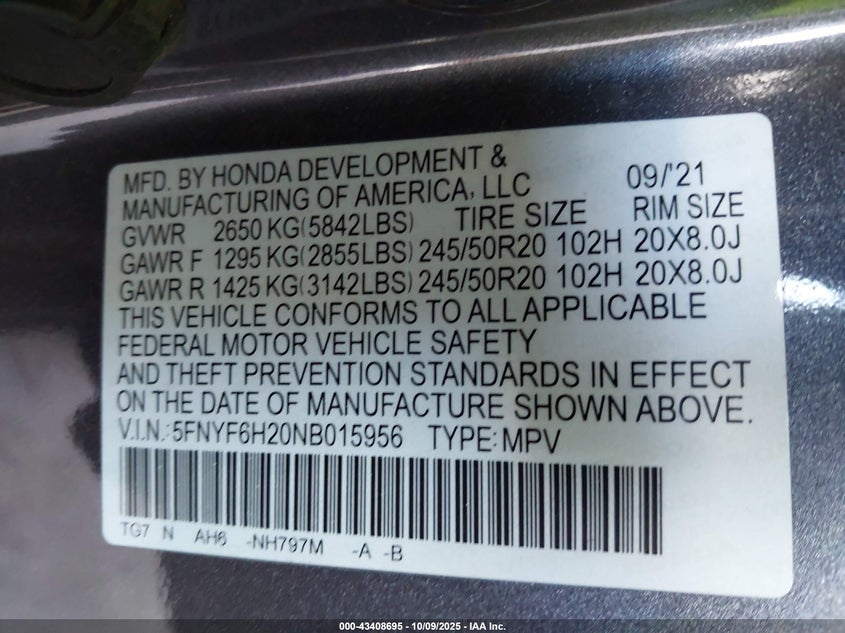 MFD. BY HONDA DEVELOPMENT & MANUFACTURING OF AMERICA, LLC 09/'21
GVWR 2650 KG(5842LBS) TIRE SIZE RIM SIZE
GAWR F 1295 KG(2855LBS) 245/50R20 102H 20X8.0J
GAWR R 1425 KG(3142LBS) 245/50R20 102H 20X8.0J
THIS VEHICLE CONFORMS TO ALL APPLICABLE
FEDERAL MOTOR VEHICLE SAFETY
AND THEFT PREVENTION STANDARDS IN EFFECT
ON THE DATE OF MANUFACTURE SHOWN ABOVE.
V.I.N.:5FNYF6H20NB015956 TYPE:MPV
TG7 N AH6 -NH797M -A -B
000-43408695 - 10/09/2025 - IAA Inc.